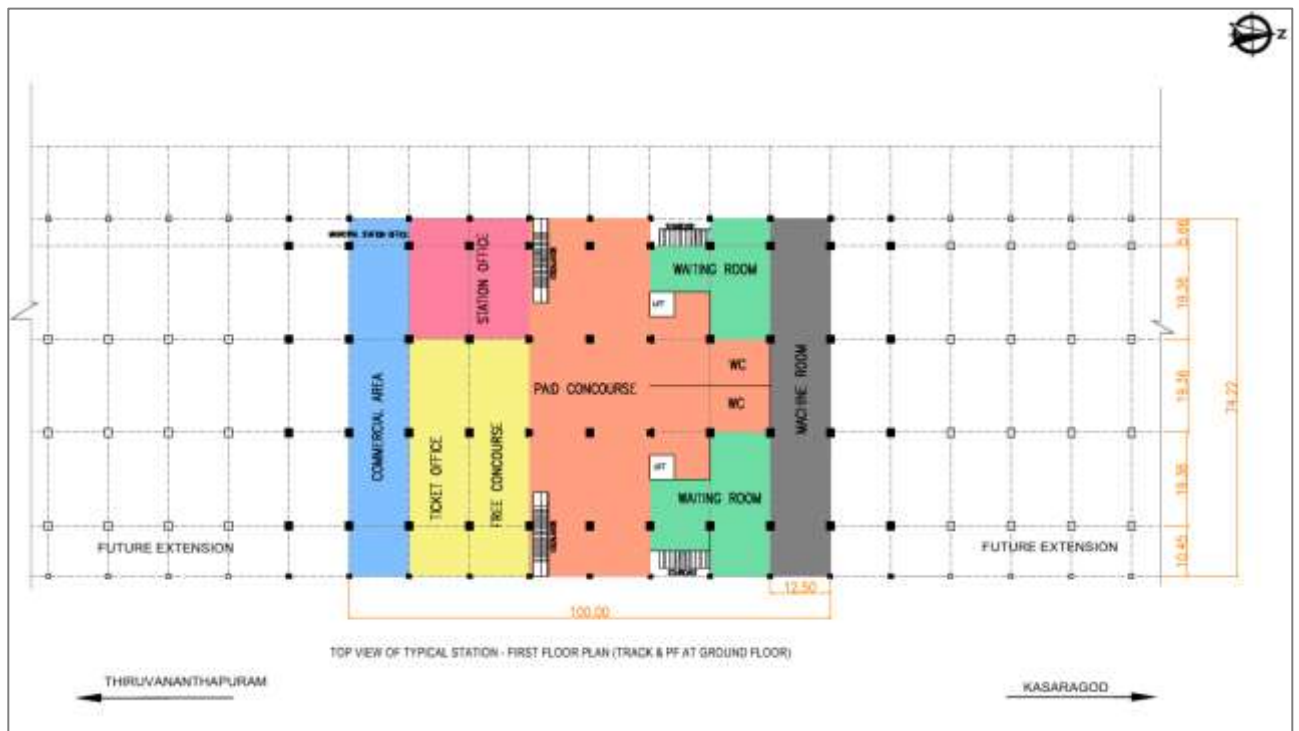 Z
STATION OFFICE
WAITING ROOM
LIFT
WC
PAID CONCOURSE
WC
MACHINE ROOM
COMMERCIAL AREA
TICKET OFFICE
FREE CONCOURSE
LIFT
WAITING ROOM
FUTURE EXTENSION
FUTURE EXTENSION
19.36
19.36
19.36
10.45
74.22
12.50
100.00
TOP VIEW OF TYPICAL STATION - FIRST FLOOR PLAN (TRACK & PF AT GROUND FLOOR)
THIRUVANANTHAPURAM
KASARAGOD